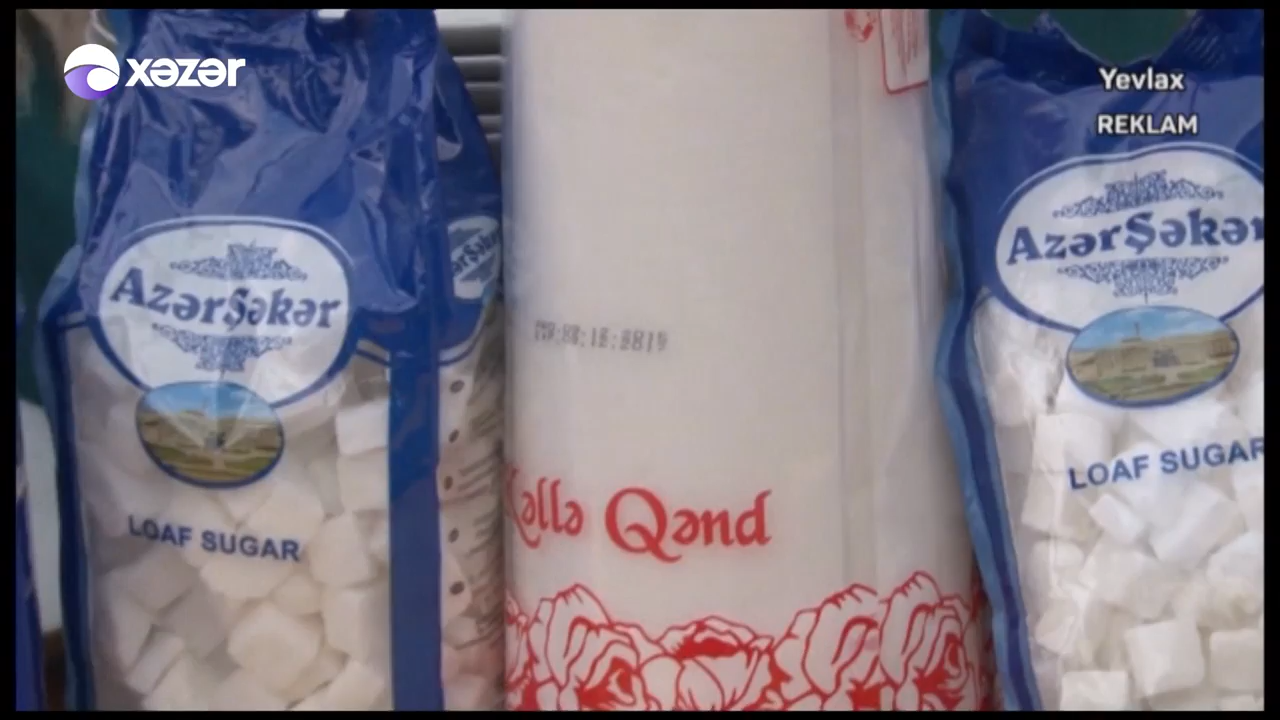 xəzər
Yevlax
REKLAM
AzərŞəkər
LOAF SUGAR
Kəllə Qənd
AzərŞəkər
LOAF SUGAR